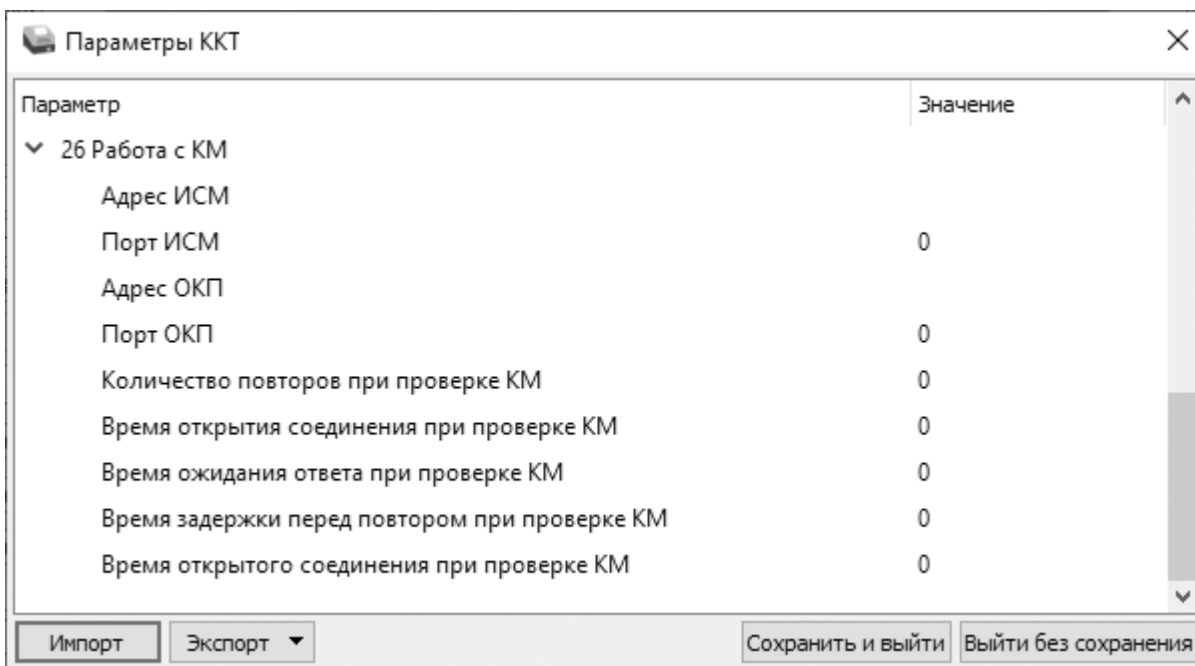 Параметры ККТ
Параметр Значение
26 Работа с КМ
Адрес ИСМ
Порт ИСМ 0
Адрес ОКП
Порт ОКП 0
Количество повторов при проверке КМ 0
Время открытия соединения при проверке КМ 0
Время ожидания ответа при проверке КМ 0
Время задержки перед повтором при проверке КМ 0
Время открытого соединения при проверке КМ 0
Импорт Экспорт Сохранить и выйти Выйти без сохранения